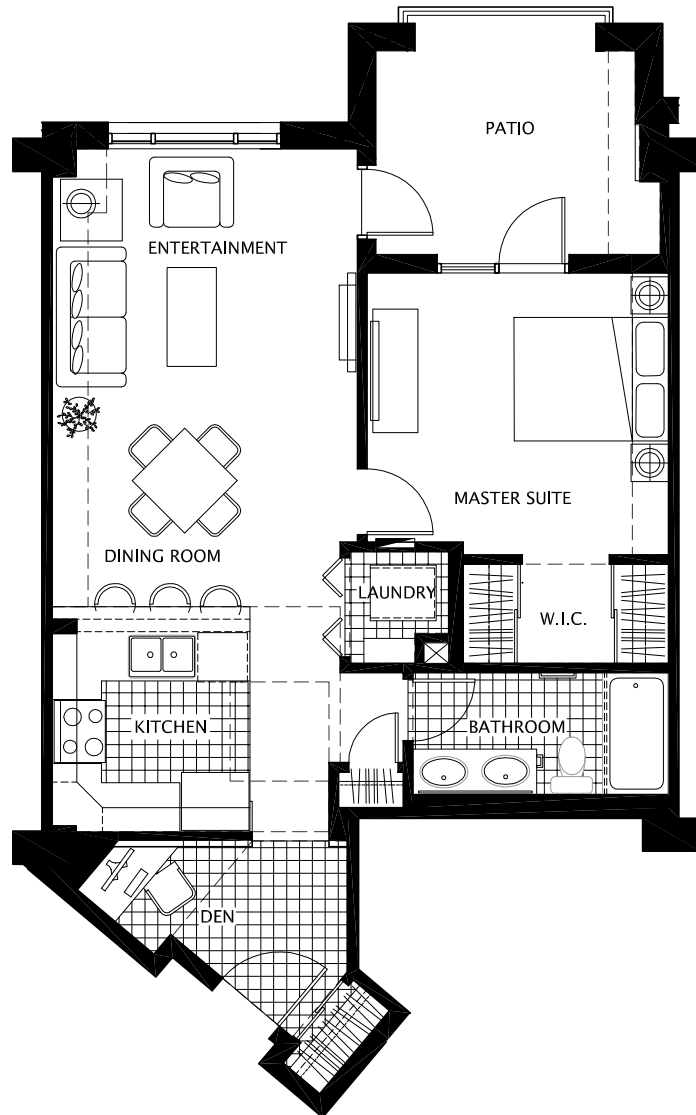 PATIO
ENTERTAINMENT
MASTER SUITE
DINING ROOM
LAUNDRY
W.I.C.
KITCHEN
BATHROOM
DEN